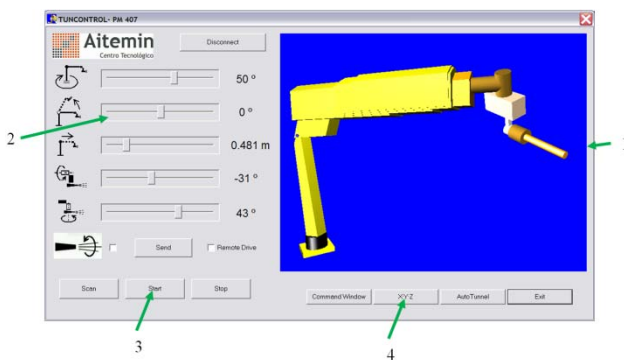 TUNCONTROL- PM 407
Aitemin
Centro Tecnológico
Disconnect
50 º
2
0 º
0.481 m
-31 º
43 º
Send
Remote Drive
Scan
Start
Stop
Command Window
X-Y-Z
AutoTunnel
Exit
3
4